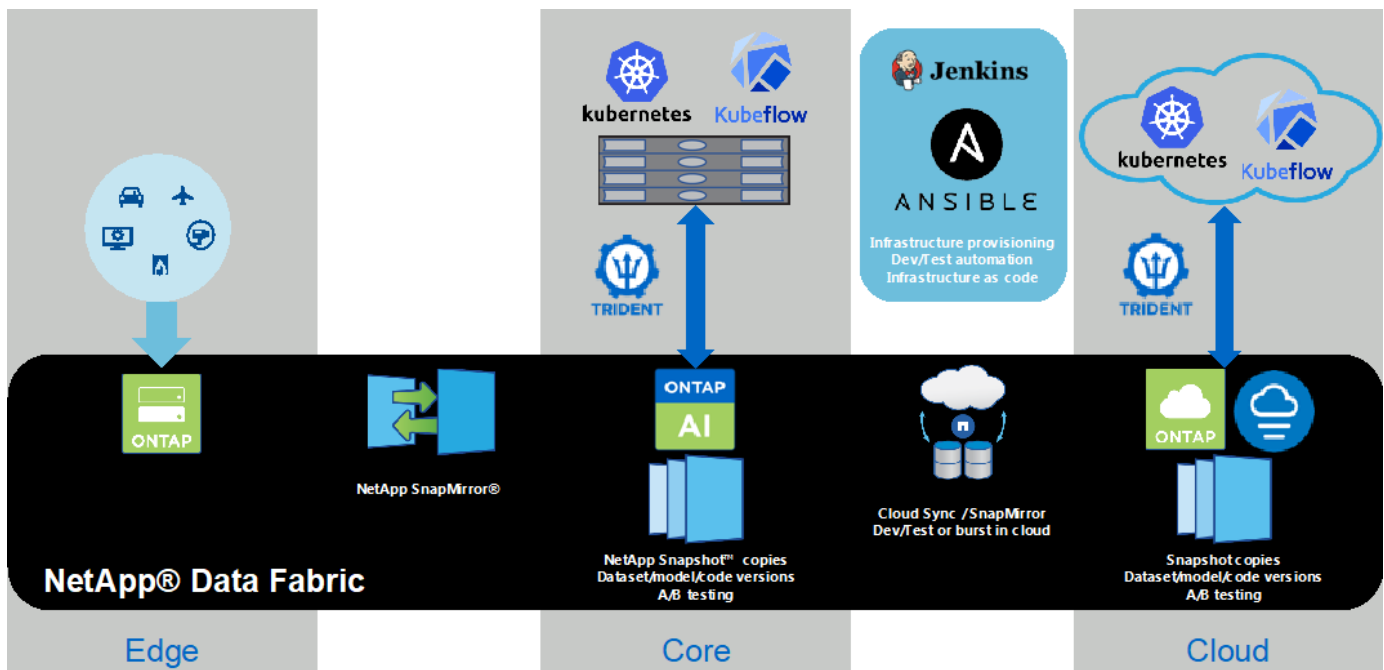 kubernetes
Kubeflow
Jenkins
ANSIBLE
Infrastructure provisioning
Dev/Test automation
Infrastructure as code
kubernetes
Kubeflow
TRIDENT
TRIDENT
ONTAP
NetApp SnapMirror®
ONTAP
AI
NetApp Snapshot™ copies
Dataset/model/code versions
A/B testing
Cloud Sync /SnapMirror
Dev/Test or burst in cloud
ONTAP
Snapshot copies
Dataset/model/code versions
A/B testing
NetApp® Data Fabric
Edge
Core
Cloud